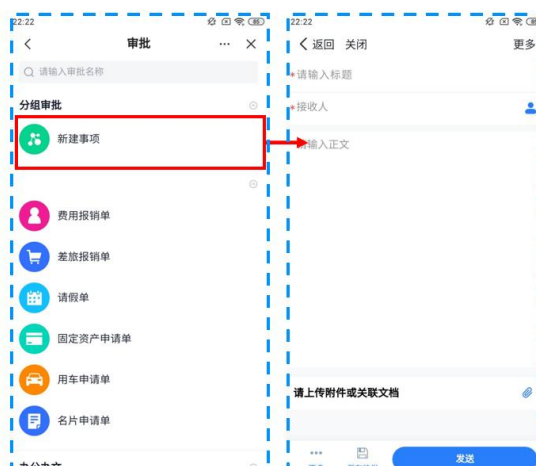 22:22
审批
请输入审批名称
分组审批
新建事项
费用报销单
差旅报销单
请假单
固定资产申请单
用车申请单
名片申请单
22:22
返回 关闭 更多
*请输入标题
*接收人
输入正文
请上传附件或关联文档
发送